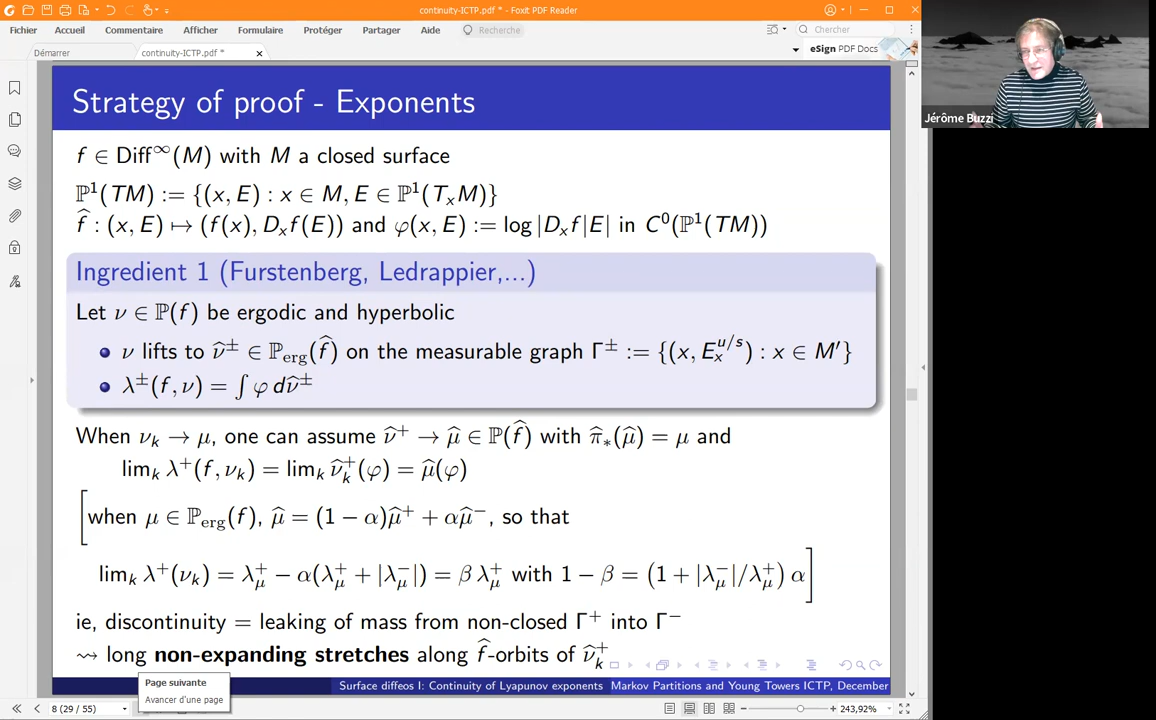 continuity-ICTP.pdf * - Foxit PDF Reader
Fichier Accueil Commentaire Afficher Formulaire Protéger Partager Aide Recherche Chercher
Démarrer continuity-ICTP.pdf * eSign PDF Docs
Strategy of proof - Exponents
f ∈ Diff^∞(M) with M a closed surface
ℙ¹(TM) := {(x, E) : x ∈ M, E ∈ ℙ¹(T_xM)}
f̂ : (x, E) ↦ (f(x), D_xf(E)) and φ(x, E) := log |D_xf|E| in C⁰(ℙ¹(TM))
Ingredient 1 (Furstenberg, Ledrappier,...)
Let ν ∈ ℙ(f) be ergodic and hyperbolic
ν lifts to ν̂^± ∈ ℙ_erg(f̂) on the measurable graph Γ^± := {(x, E_x^{u/s}) : x ∈ M′}
λ^±(f, ν) = ∫ φ dν̂^±
When ν_k → μ, one can assume ν̂^+ → μ̂ ∈ ℙ(f̂) with π̂_*(μ̂) = μ and
lim_k λ^+(f, ν_k) = lim_k ν̂_k^+(φ) = μ̂(φ)
[when μ ∈ ℙ_erg(f), μ̂ = (1 − α)μ̂^+ + αμ̂^−, so that
lim_k λ^+(ν_k) = λ_μ^+ − α(λ_μ^+ + |λ_μ^−|) = β λ_μ^+ with 1 − β = (1 + |λ_μ^−|/λ_μ^+) α]
ie, discontinuity = leaking of mass from non-closed Γ^+ into Γ^−
⇝ long non-expanding stretches along f̂-orbits of ν̂_k^+
Page suivante
Avancer d'une page
Surface diffeos I: Continuity of Lyapunov exponents Markov Partitions and Young Towers ICTP, December
8 (29 / 55) 243,92%
Jérôme Buzzi